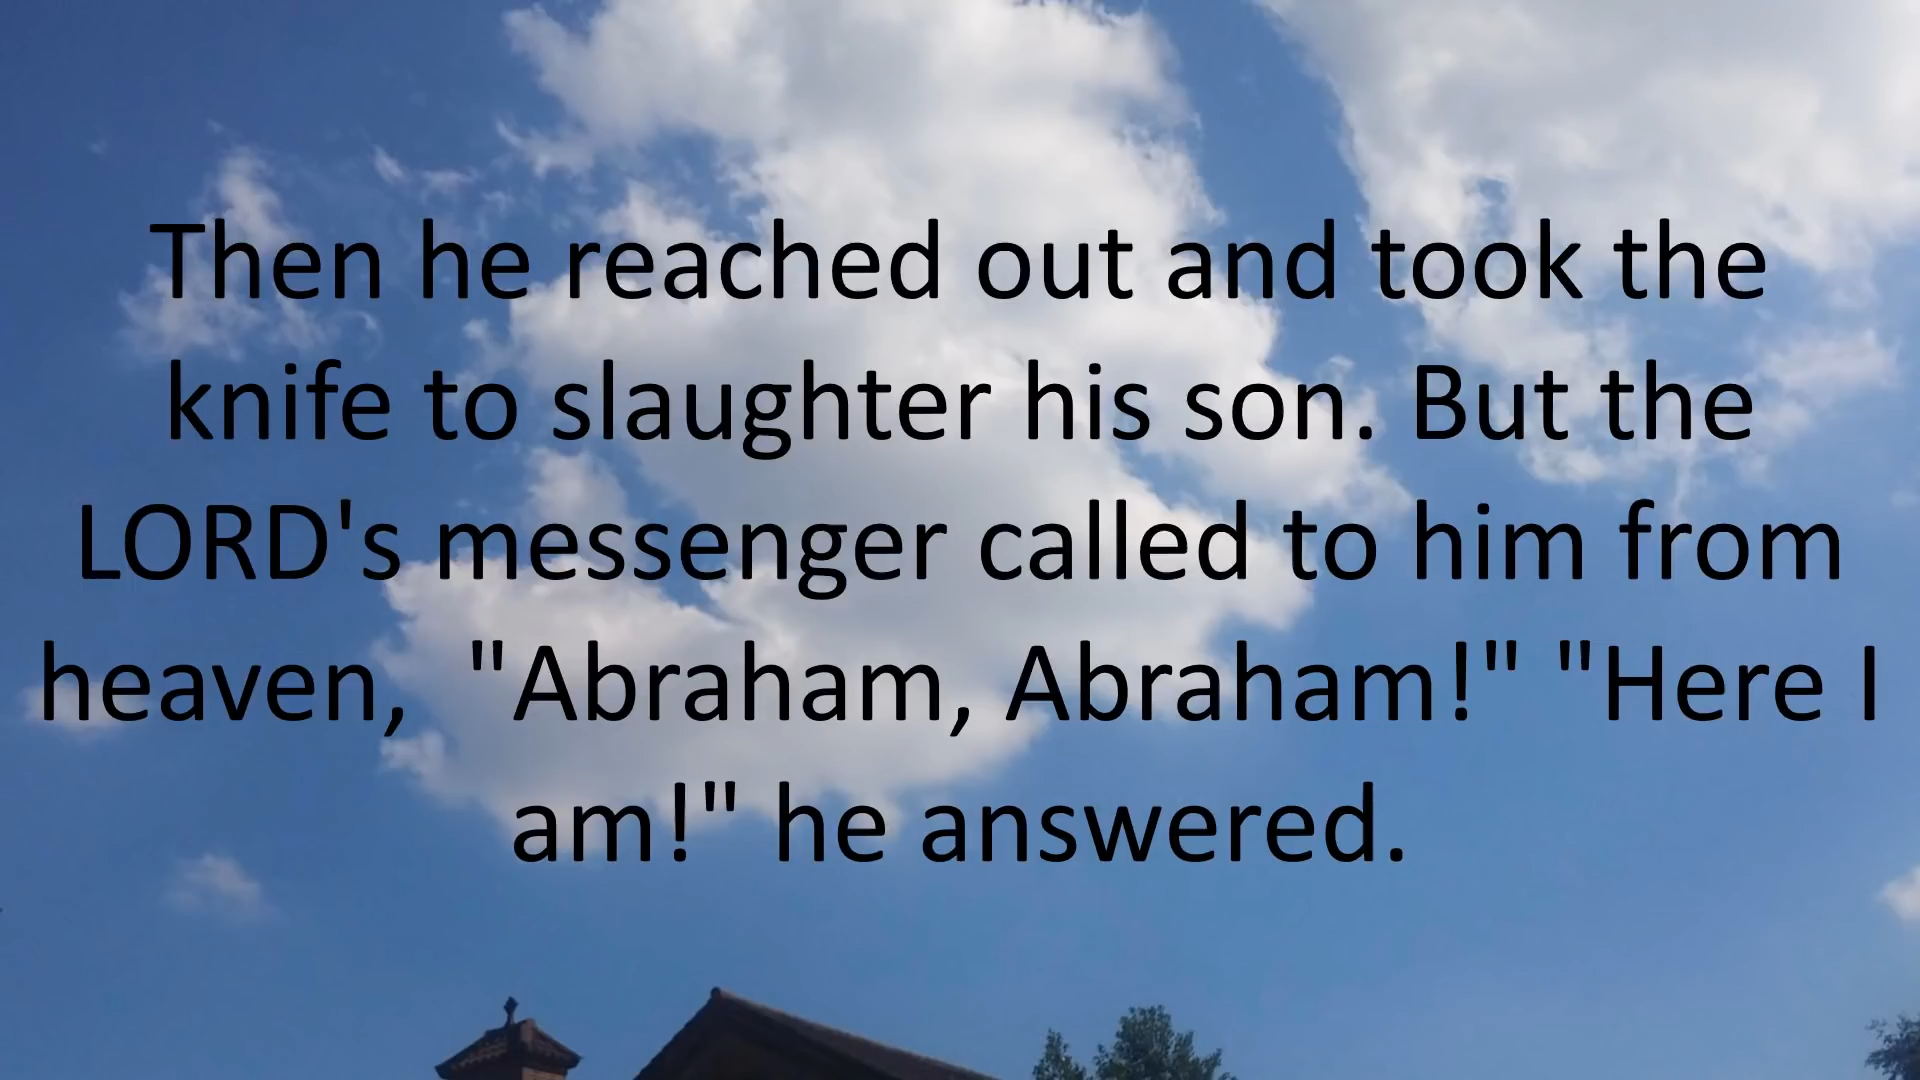 Then he reached out and took the
knife to slaughter his son. But the
LORD's messenger called to him from
heaven,  "Abraham, Abraham!" "Here I
am!" he answered.